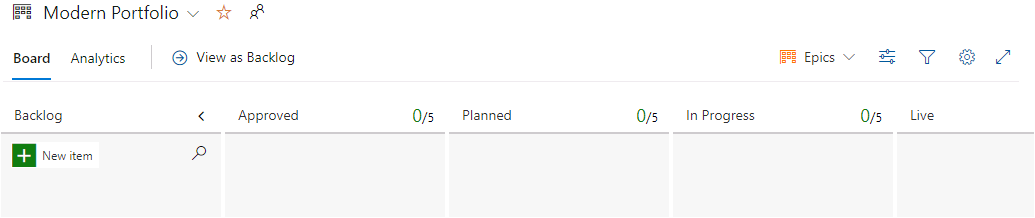 Modern Portfolio
Board Analytics View as Backlog Epics
Backlog Approved 0/5 Planned 0/5 In Progress 0/5 Live
New item